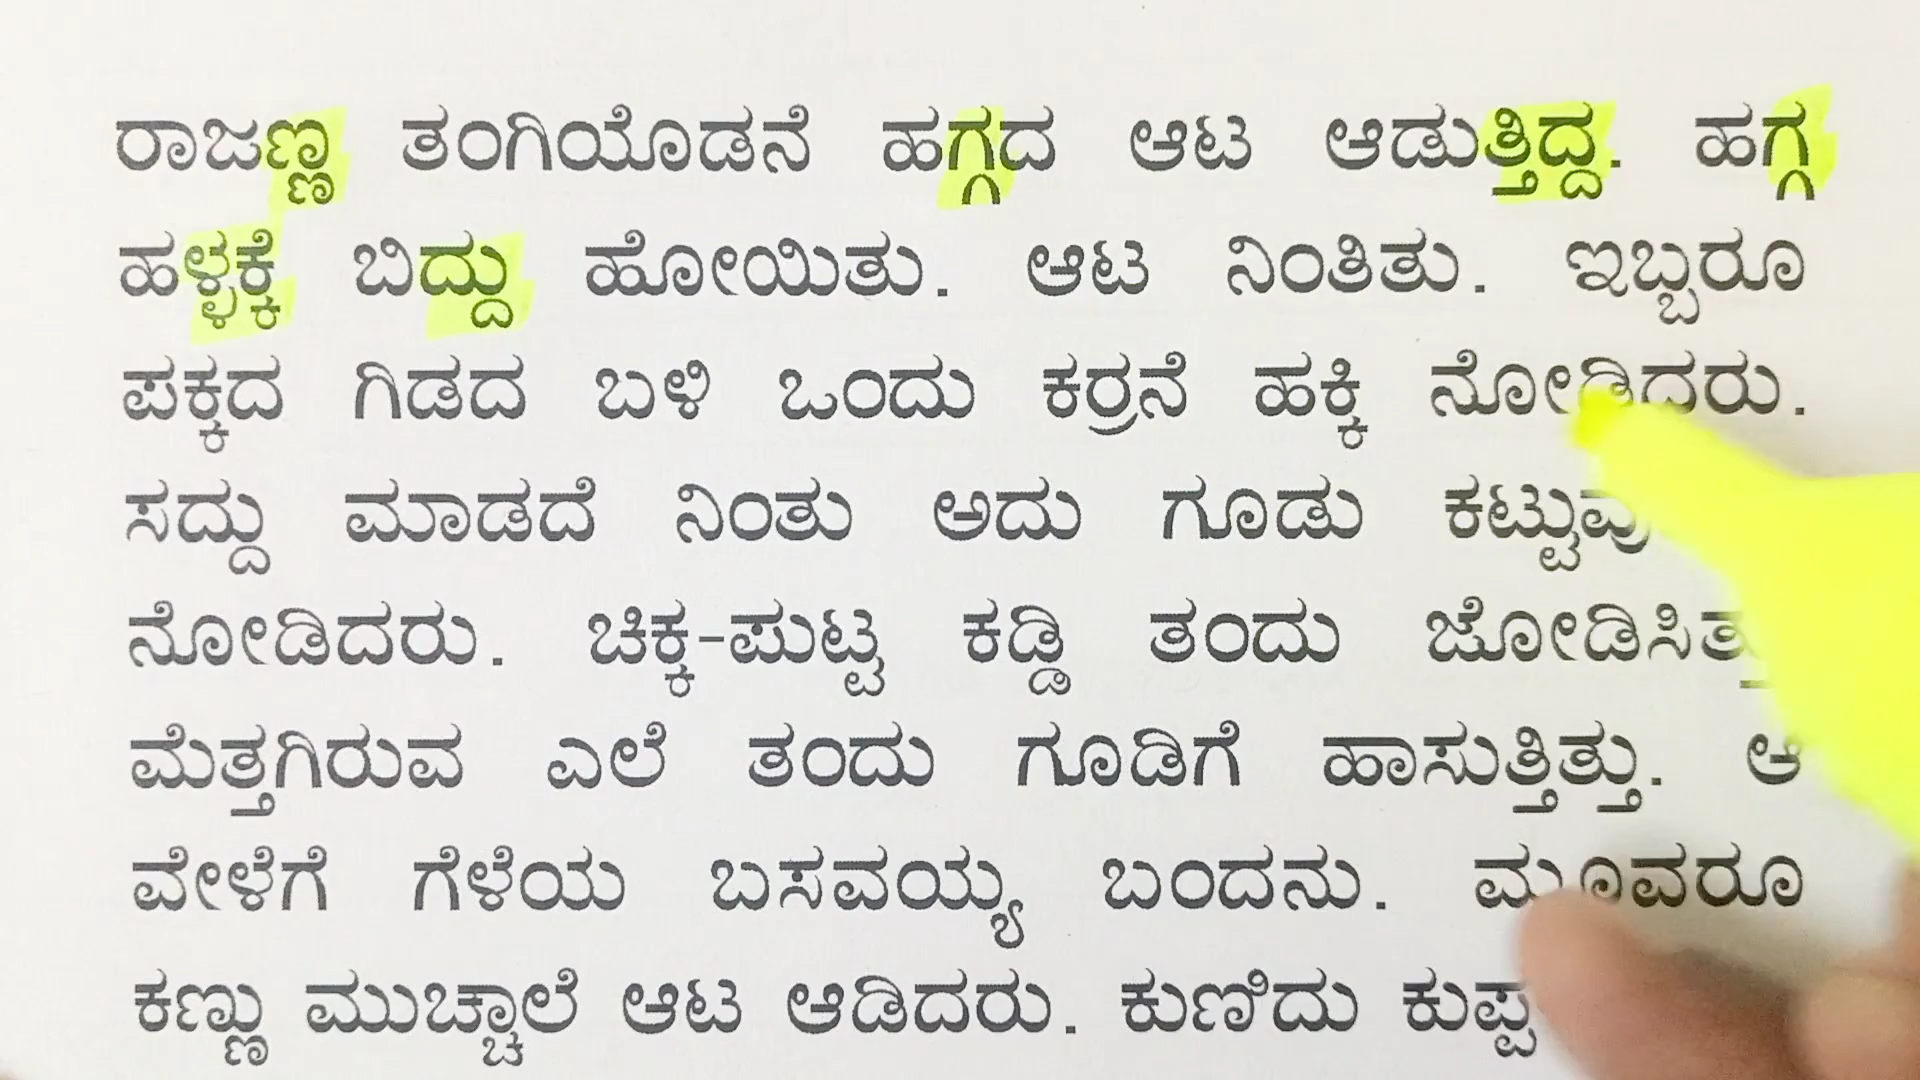 ರಾಜಣ್ಣ ತಂಗಿಯೊಡನೆ ಹಗ್ಗದ ಆಟ ಆಡುತ್ತಿದ್ದ. ಹಗ್ಗ
ಹಳ್ಳಕ್ಕೆ ಬಿದ್ದು ಹೋಯಿತು. ಆಟ ನಿಂತಿತು. ಇಬ್ಬರೂ
ಪಕ್ಕದ ಗಿಡದ ಬಳಿ ಒಂದು ಕರ್ರನೆ ಹಕ್ಕಿ ನೋಡಿದರು.
ಸದ್ದು ಮಾಡದೆ ನಿಂತು ಅದು ಗೂಡು
ನೋಡಿದರು. ಚಿಕ್ಕ-ಪುಟ್ಟ ಕಡ್ಡಿ ತಂದು
ಮೆತ್ತಗಿರುವ ಎಲೆ ತಂದು ಗೂಡಿಗೆ ಹಾಸುತ್ತಿತ್ತು. ಆ
ವೇಳೆಗೆ ಗೆಳೆಯ ಬಸವಯ್ಯ ಬಂದನು. ಮೂವರೂ
ಕಣ್ಣು ಮುಚ್ಚಾಲೆ ಆಟ ಆಡಿದರು. ಕುಣಿದು